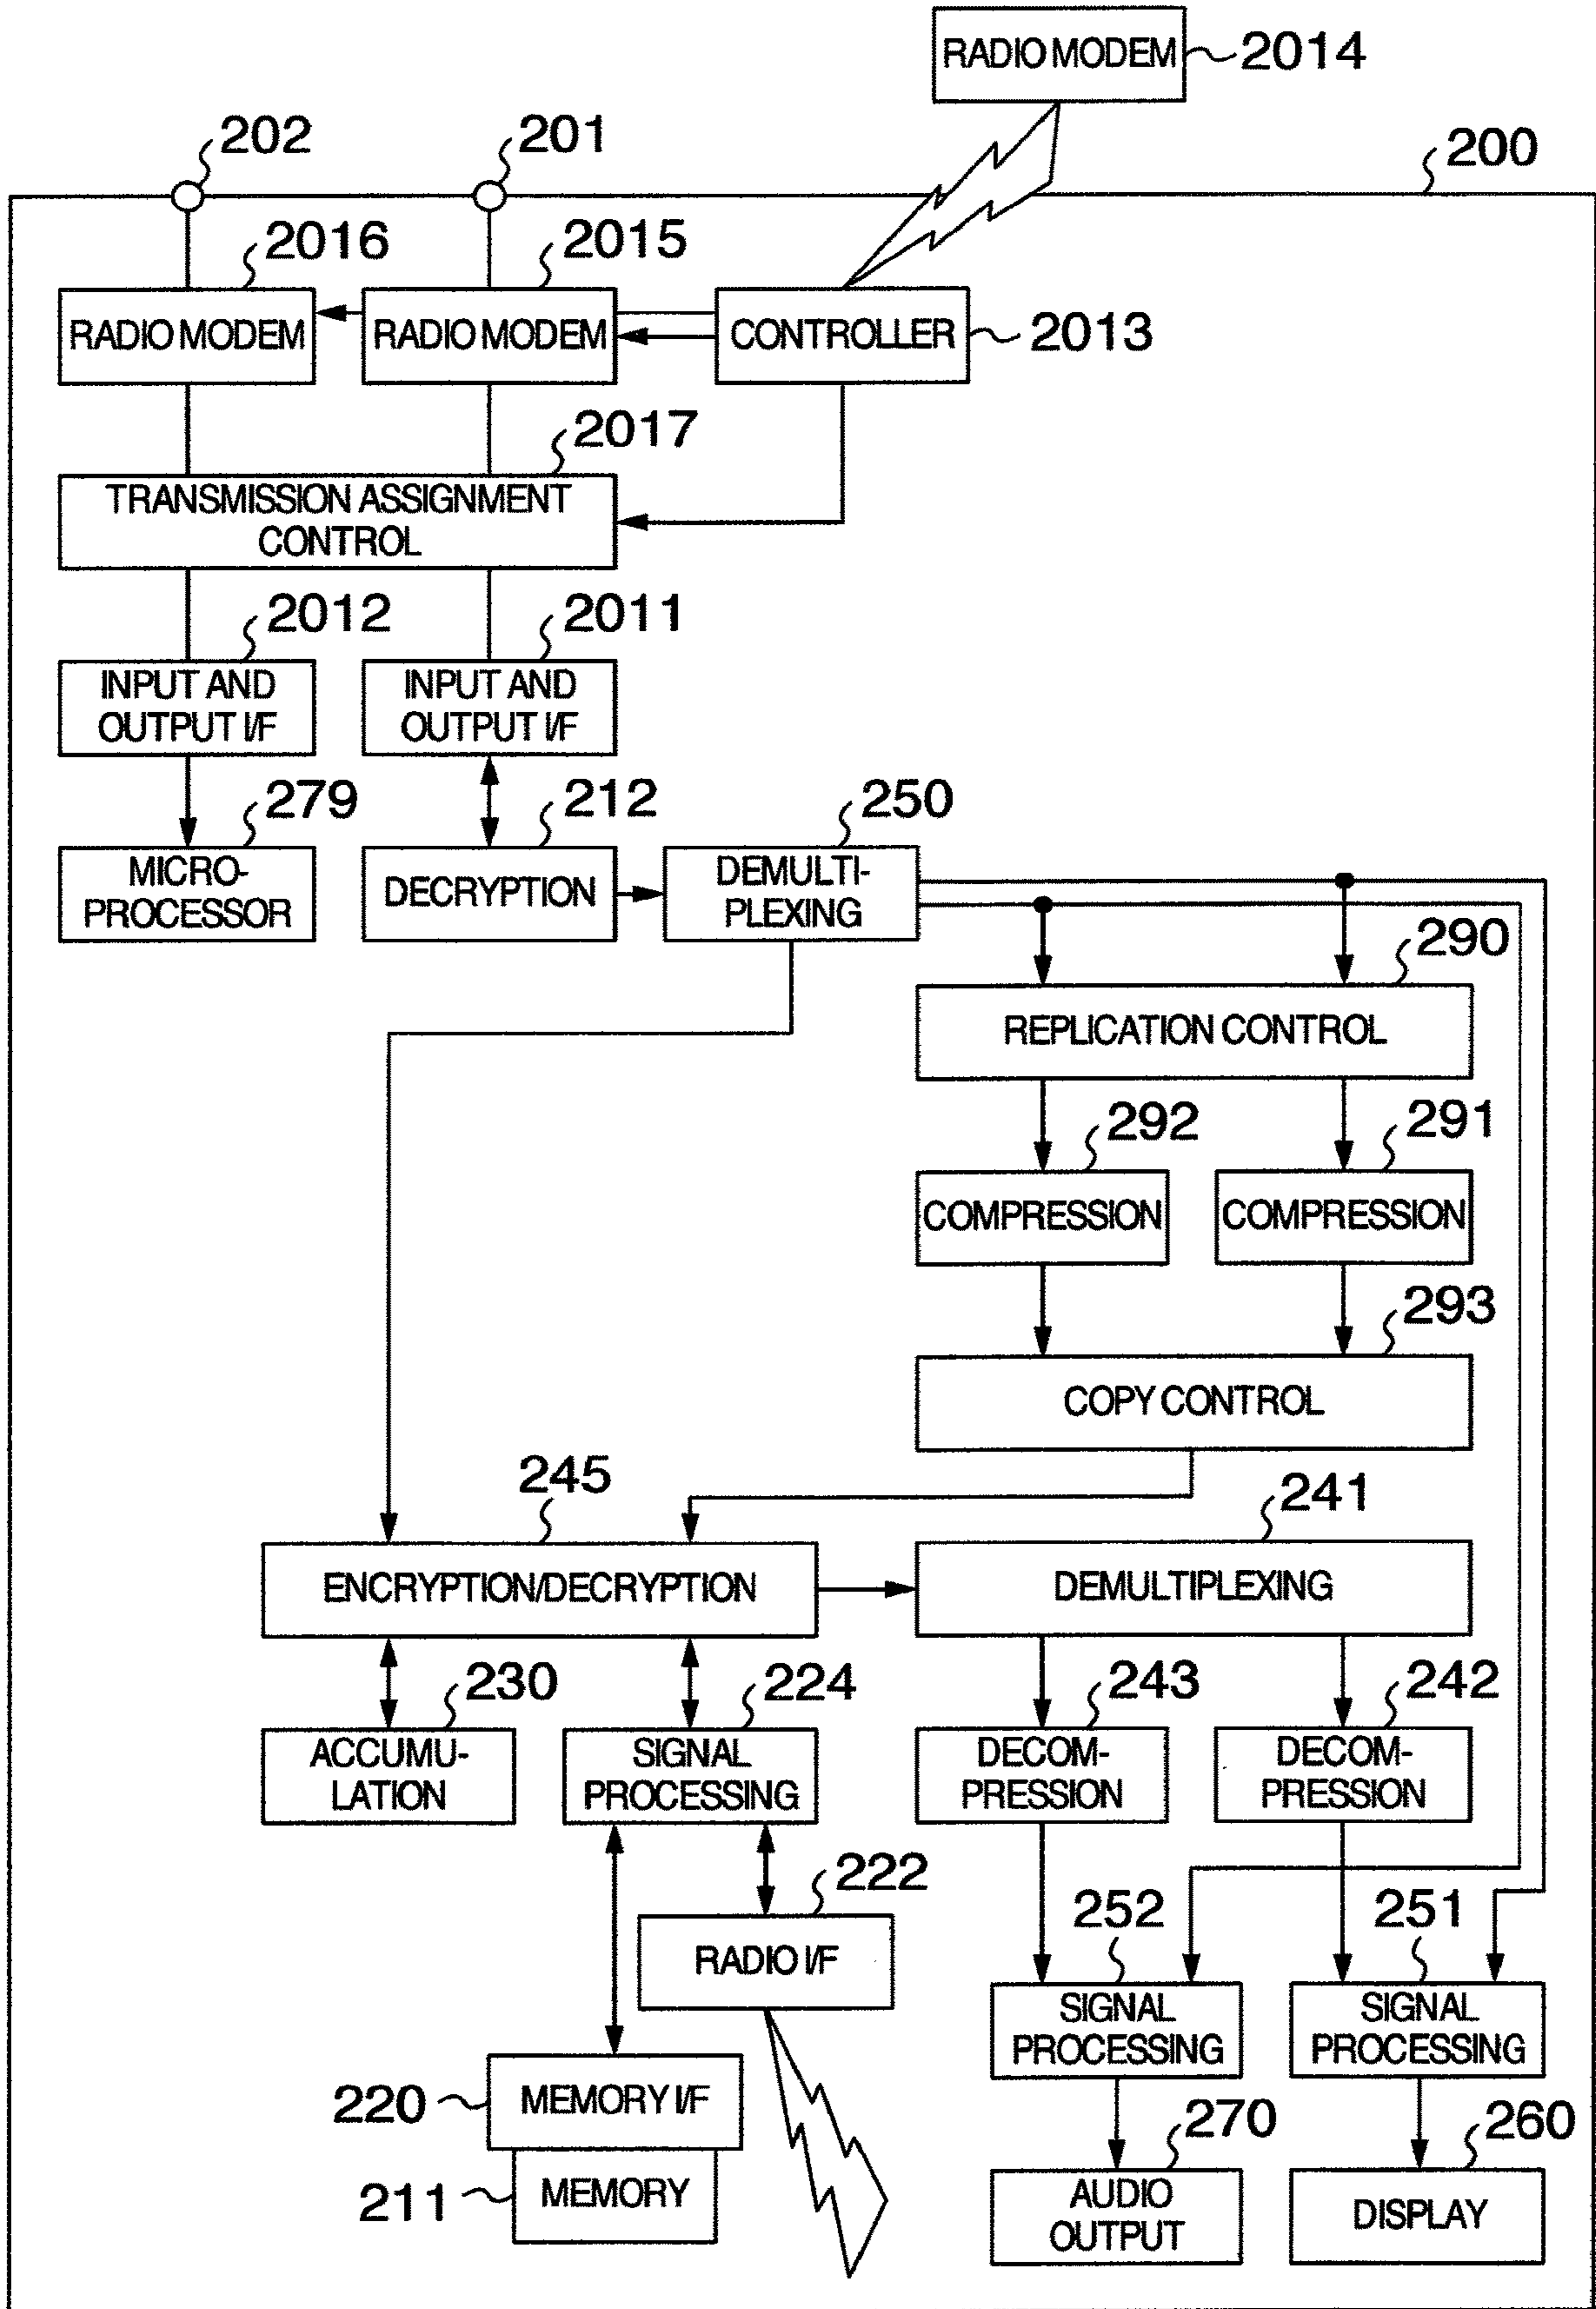 RADIO MODEM
2014
202
201
200
2016
2015
RADIO MODEM
RADIO MODEM
CONTROLLER
2013
2017
TRANSMISSION ASSIGNMENT
CONTROL
2012
2011
INPUT AND
OUTPUT I/F
INPUT AND
OUTPUT I/F
279
212
250
MICRO-
PROCESSOR
DECRYPTION
DEMULTI-
PLEXING
290
REPLICATION CONTROL
292
291
COMPRESSION
COMPRESSION
293
COPY CONTROL
245
241
ENCRYPTION/DECRYPTION
DEMULTIPLEXING
230
224
243
242
ACCUMU-
LATION
SIGNAL
PROCESSING
DECOM-
PRESSION
DECOM-
PRESSION
222
RADIO I/F
252
251
SIGNAL
PROCESSING
SIGNAL
PROCESSING
220
MEMORY I/F
211
MEMORY
270
260
AUDIO
OUTPUT
DISPLAY